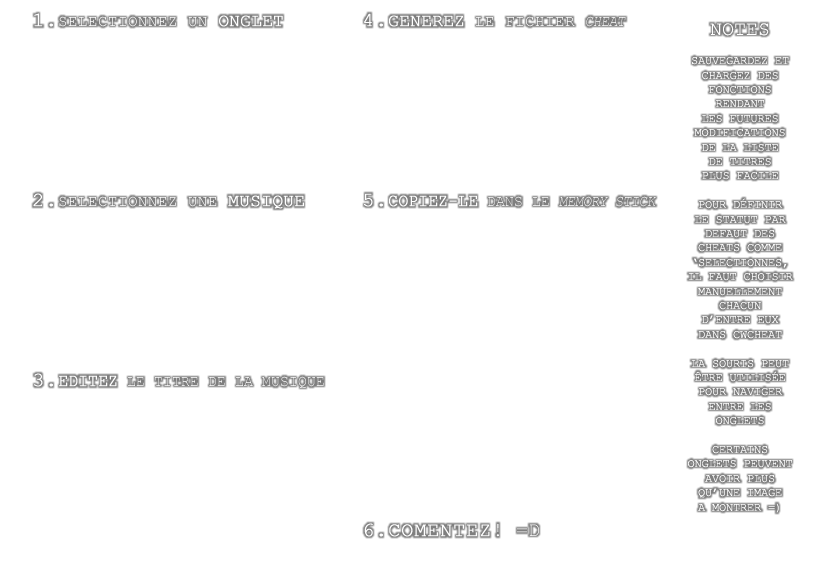 1.SELECTIONNEZ UN ONGLET
2.SELECTIONNEZ UNE MUSIQUE
3.EDITEZ LE TITRE DE LA MUSIQUE
4.GENEREZ LE FICHIER CHEAT
5.COPIEZ-LE DANS LE MEMORY STICK
6.COMENTEZ! =D
NOTES
SAUVEGARDEZ ET
CHARGEZ DES
FONCTIONS
RENDANT
LES FUTURES
MODIFICATIONS
DE LA LISTE
DE TITRES
PLUS FACILE
POUR DÉFINIR
LE STATUT PAR
DEFAUT DES
CHEATS COMME
'SELECTIONNES,
IL FAUT CHOISIR
MANUELLEMENT
CHACUN
D'ENTRE EUX
DANS CWCHEAT
LA SOURIS PEUT
ÊTRE UTILISÉE
POUR NAVIGER
ENTRE LES
ONGLETS
CERTAINS
ONGLETS PEUVENT
AVOIR PLUS
QU'UNE IMAGE
A MONTRER =)